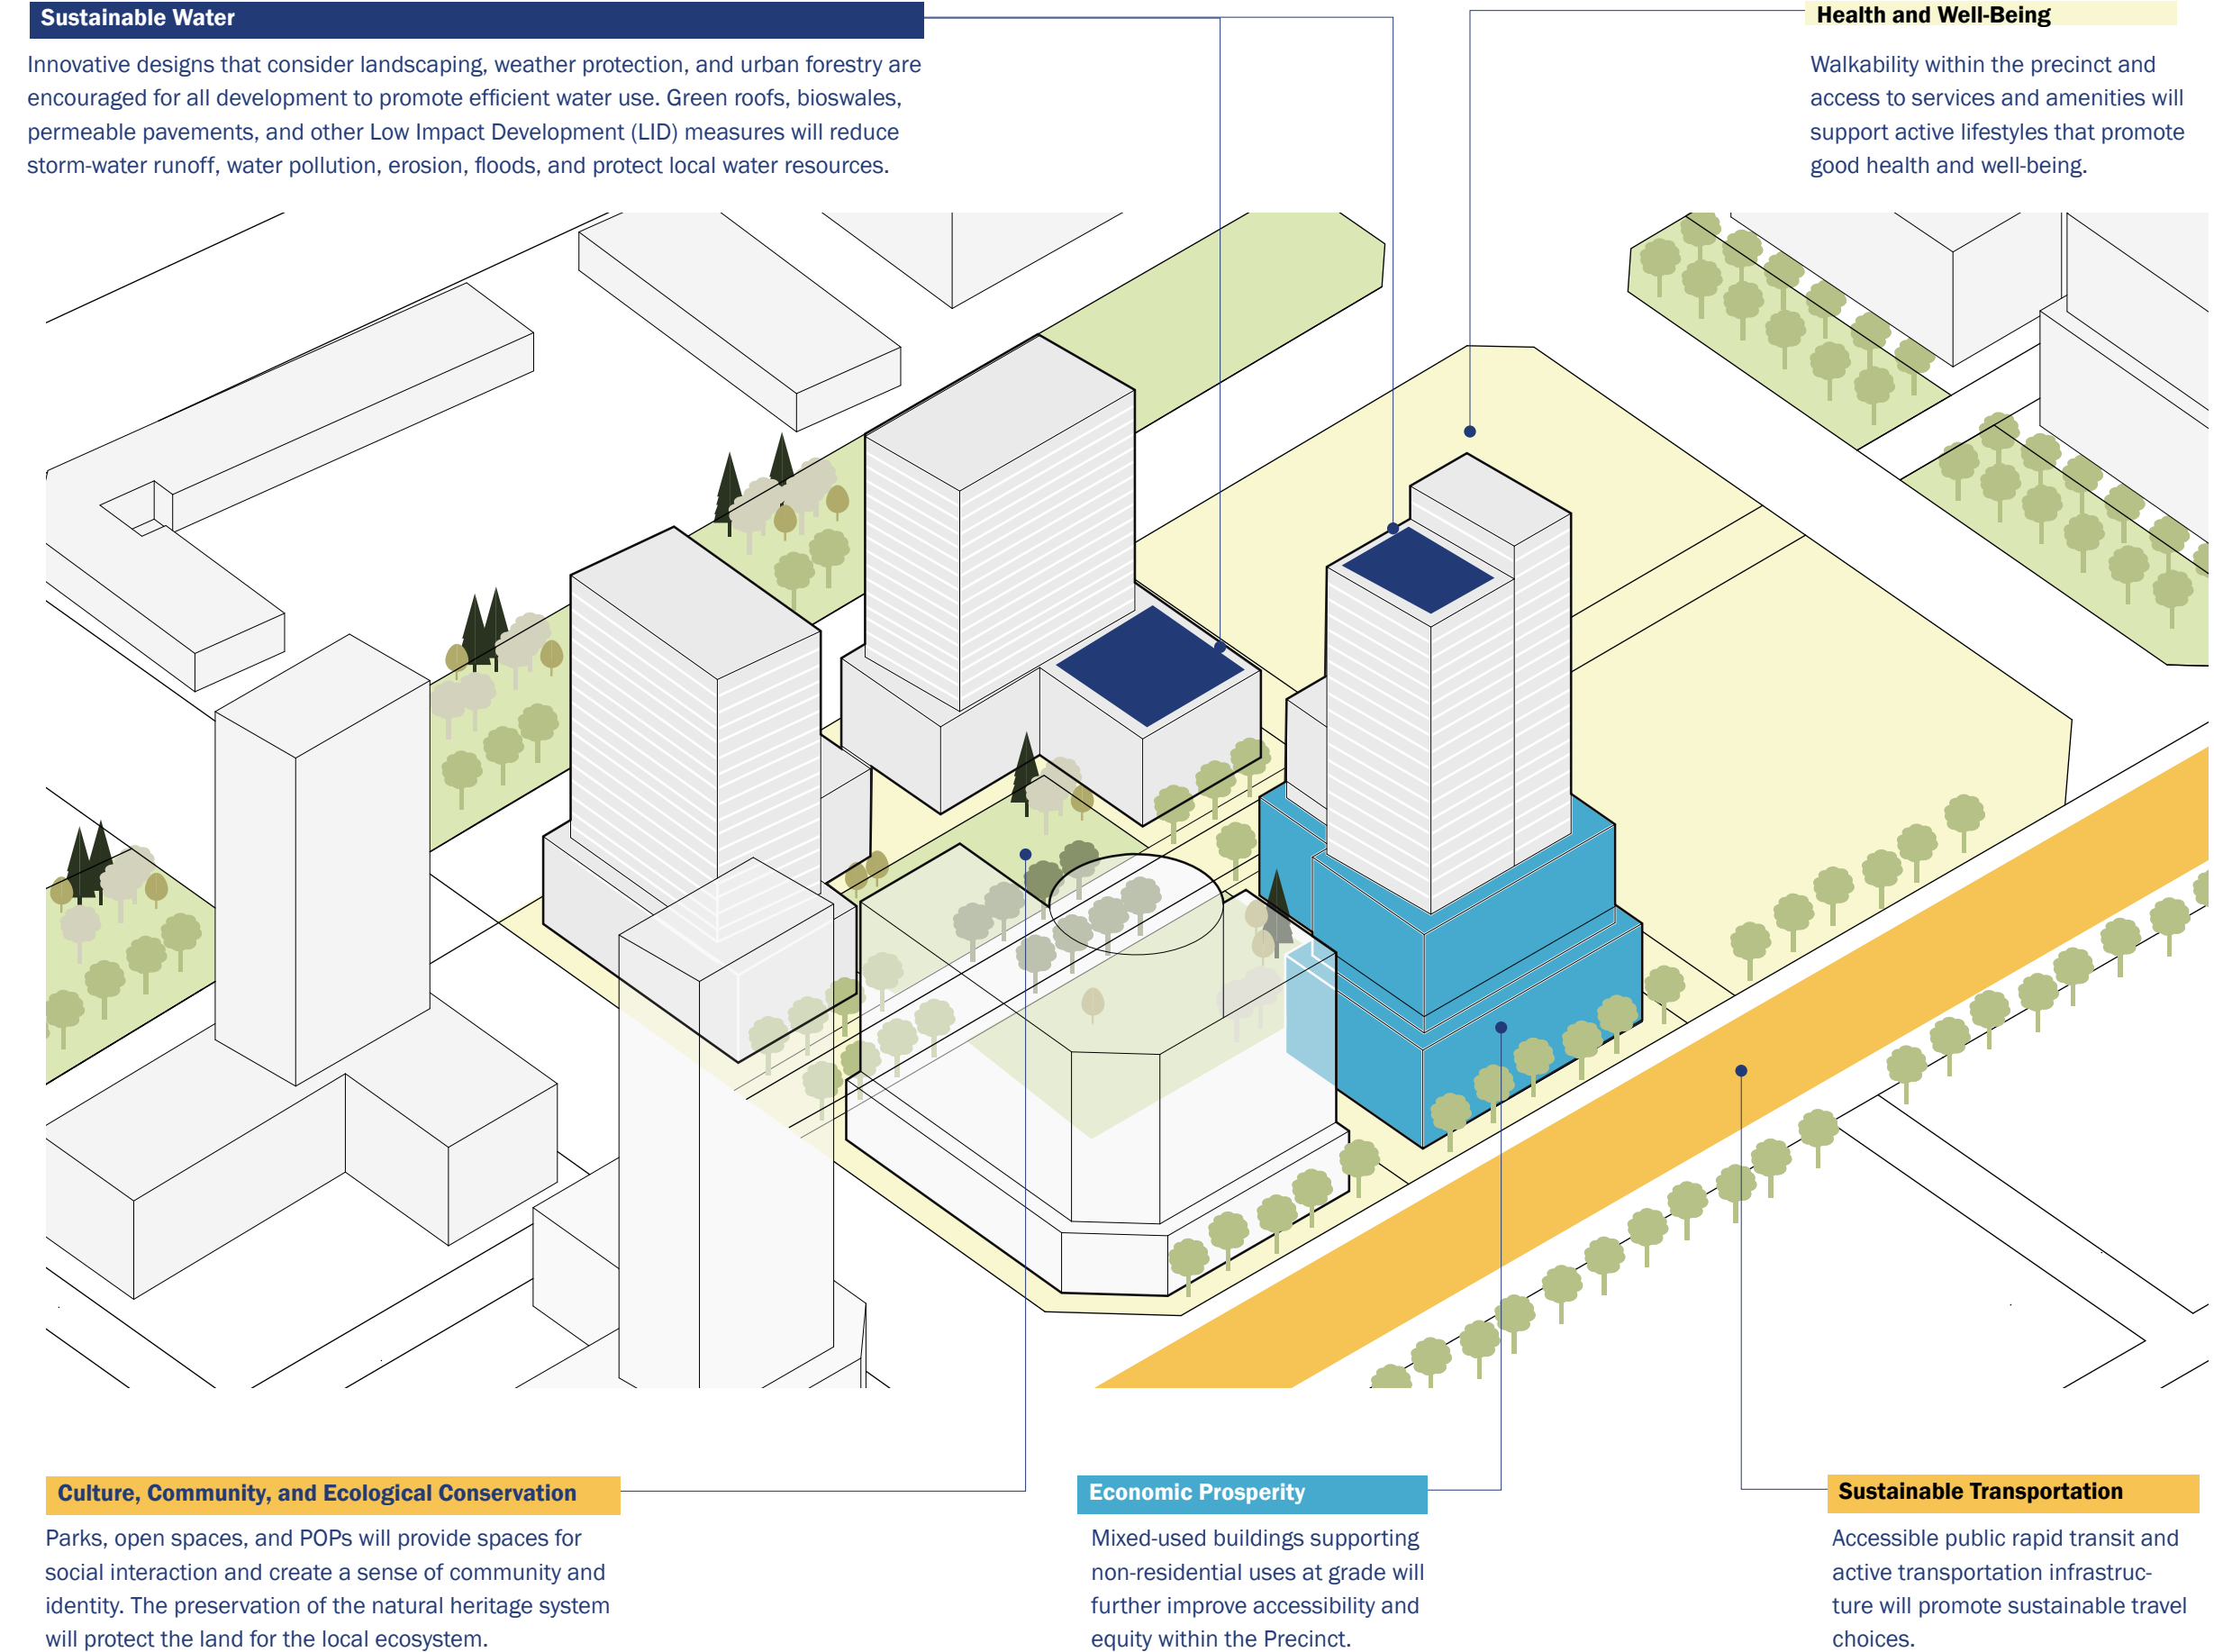 Sustainable Water
Innovative designs that consider landscaping, weather protection, and urban forestry are
encouraged for all development to promote efficient water use. Green roofs, bioswales,
permeable pavements, and other Low Impact Development (LID) measures will reduce
storm-water runoff, water pollution, erosion, floods, and protect local water resources.
Health and Well-Being
Walkability within the precinct and
access to services and amenities will
support active lifestyles that promote
good health and well-being.
Culture, Community, and Ecological Conservation
Parks, open spaces, and POPs will provide spaces for
social interaction and create a sense of community and
identity. The preservation of the natural heritage system
will protect the land for the local ecosystem.
Economic Prosperity
Mixed-used buildings supporting
non-residential uses at grade will
further improve accessibility and
equity within the Precinct.
Sustainable Transportation
Accessible public rapid transit and
active transportation infrastruc-
ture will promote sustainable travel
choices.